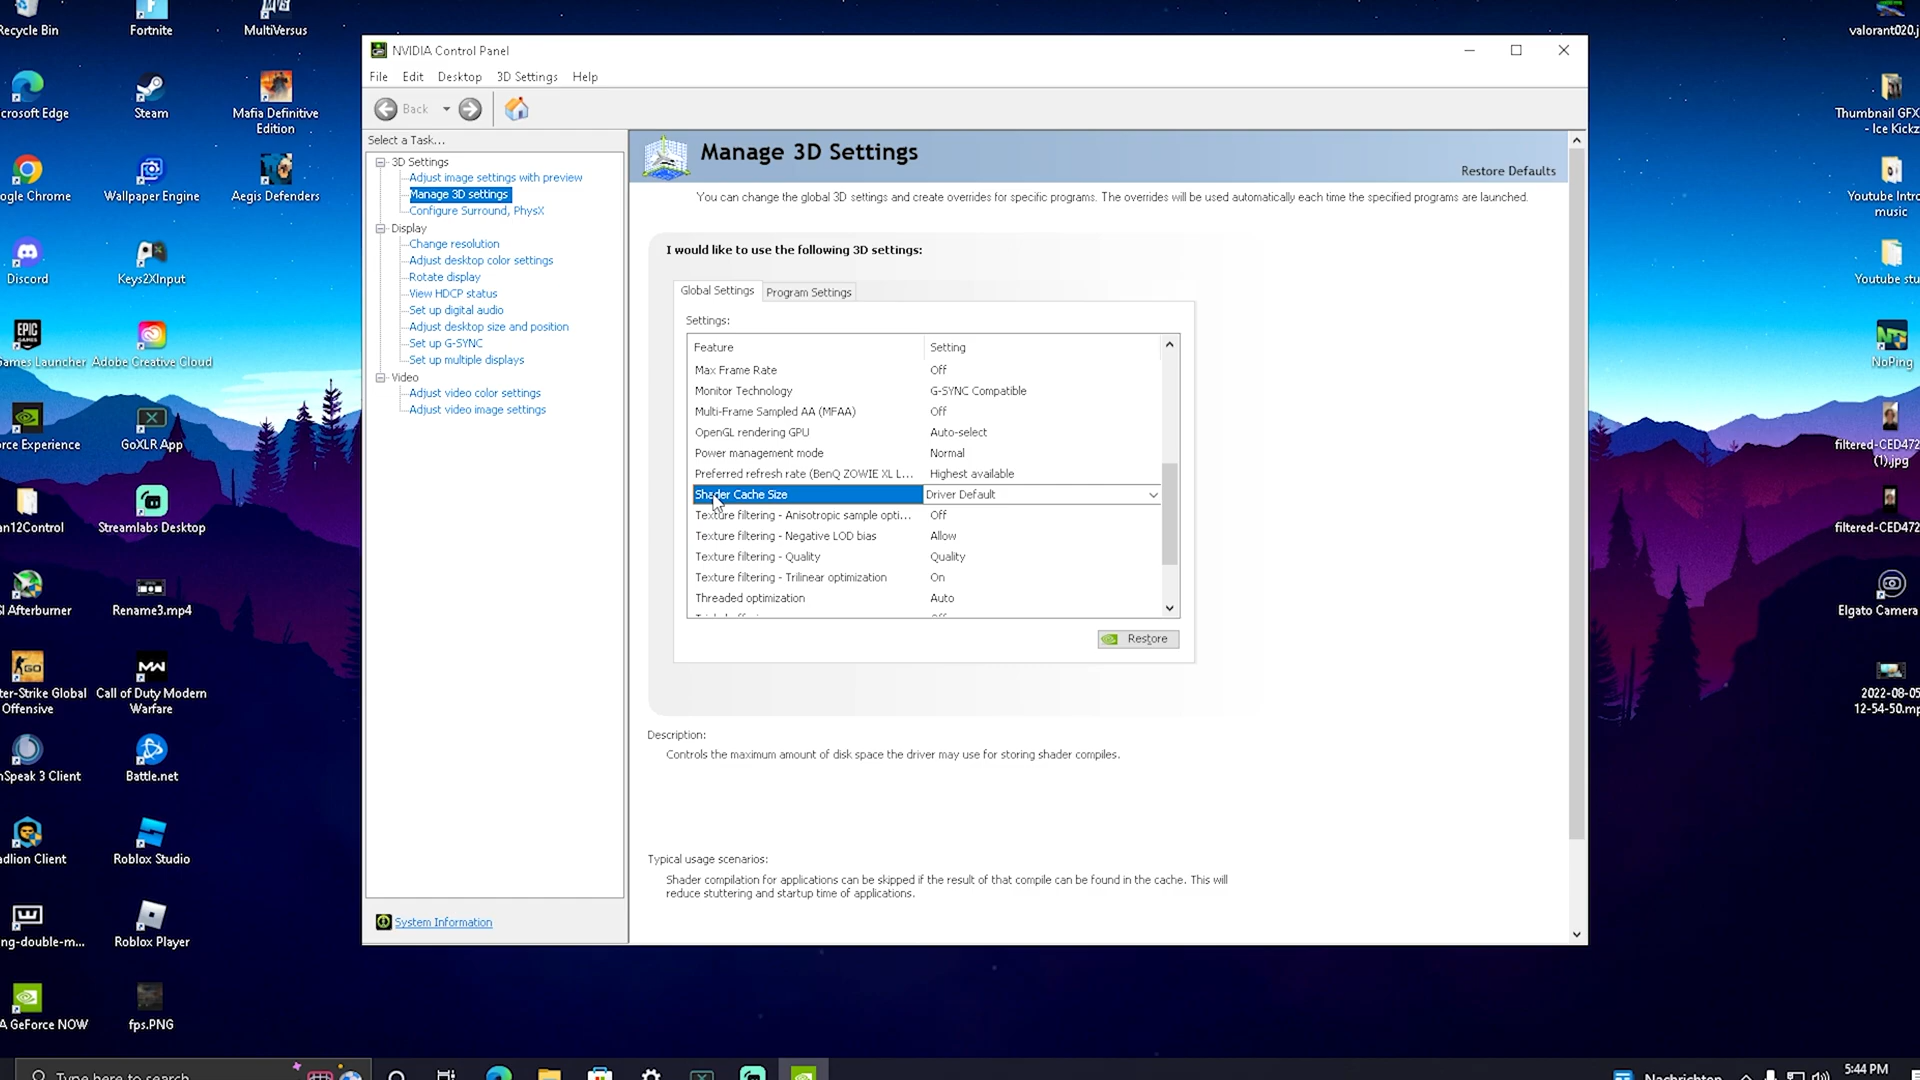 Recycle Bin
Fortnite
MultiVersus
crosoft Edge
Steam
Mafia Definitive
Edition
ogle Chrome
Wallpaper Engine
Aegis Defenders
Discord
Keys2XInput
EPIC
GAMES
ames Launcher
Adobe Creative Cloud
orce Experience
GoXLR App
an12Control
Streamlabs Desktop
SI Afterburner
Rename3.mp4
ter-Strike Global
Offensive
Call of Duty Modern
Warfare
mSpeak 3 Client
Battle.net
adlion Client
Roblox Studio
ng-double-m...
Roblox Player
A GeForce NOW
fps.PNG
NVIDIA Control Panel
File
Edit
Desktop
3D Settings
Help
Back
Select a Task...
3D Settings
Adjust image settings with preview
Manage 3D settings
Configure Surround, PhysX
Display
Change resolution
Adjust desktop color settings
Rotate display
View HDCP status
Set up digital audio
Adjust desktop size and position
Set up G-SYNC
Set up multiple displays
Video
Adjust video color settings
Adjust video image settings
System Information
Manage 3D Settings
Restore Defaults
You can change the global 3D settings and create overrides for specific programs. The overrides will be used automatically each time the specified programs are launched.
I would like to use the following 3D settings:
Global Settings
Program Settings
Settings:
Feature Setting
Max Frame Rate Off
Monitor Technology G-SYNC Compatible
Multi-Frame Sampled AA (MFAA) Off
OpenGL rendering GPU Auto-select
Power management mode Normal
Preferred refresh rate (BenQ ZOWIE XL L... Highest available
Shader Cache Size Driver Default
Texture filtering - Anisotropic sample opti... Off
Texture filtering - Negative LOD bias Allow
Texture filtering - Quality Quality
Texture filtering - Trilinear optimization On
Threaded optimization Auto
Restore
Description:
Controls the maximum amount of disk space the driver may use for storing shader compiles.
Typical usage scenarios:
Shader compilation for applications can be skipped if the result of that compile can be found in the cache. This will
reduce stuttering and startup time of applications.
valorant020.j
Thumbnail GFX
- Ice Kickz
Youtube Intro
music
Youtube stu
NoPing
filtered-CED472
(1).jpg
filtered-CED472
Elgato Camera
2022-08-05
12-54-50.mp
Type here to search
Nachrichten
5:44 PM